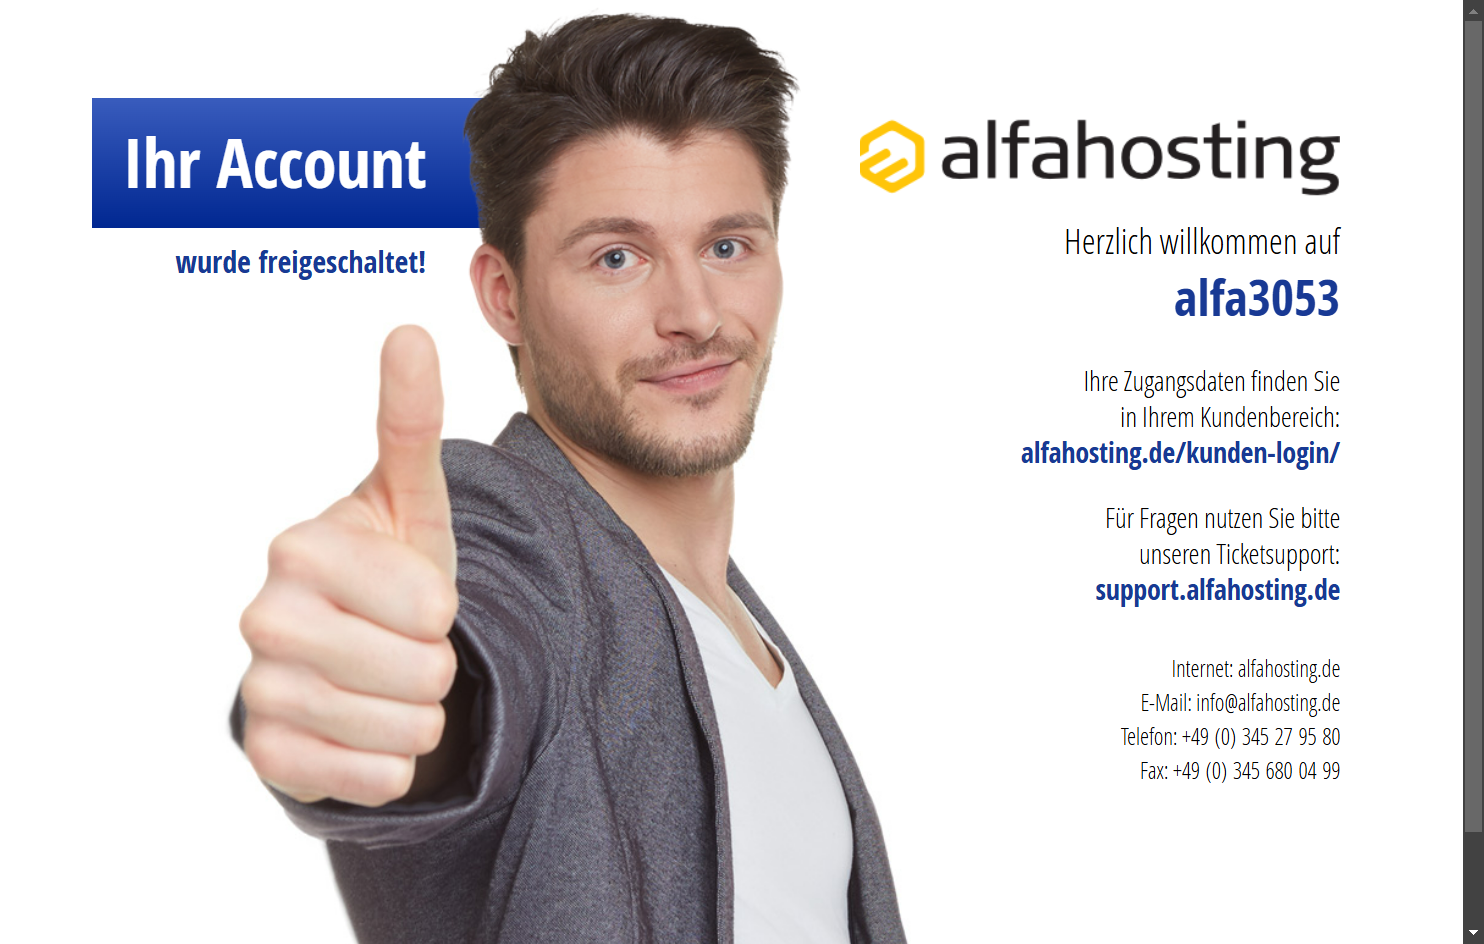 Ihr Account
wurde freigeschaltet!
alfahosting
Herzlich willkommen auf
alfa3053
Ihre Zugangsdaten finden Sie
in Ihrem Kundenbereich:
alfahosting.de/kunden-login/
Für Fragen nutzen Sie bitte
unseren Ticketsupport:
support.alfahosting.de
Internet: alfahosting.de
E-Mail: info@alfahosting.de
Telefon: +49 (0) 345 27 95 80
Fax: +49 (0) 345 680 04 99